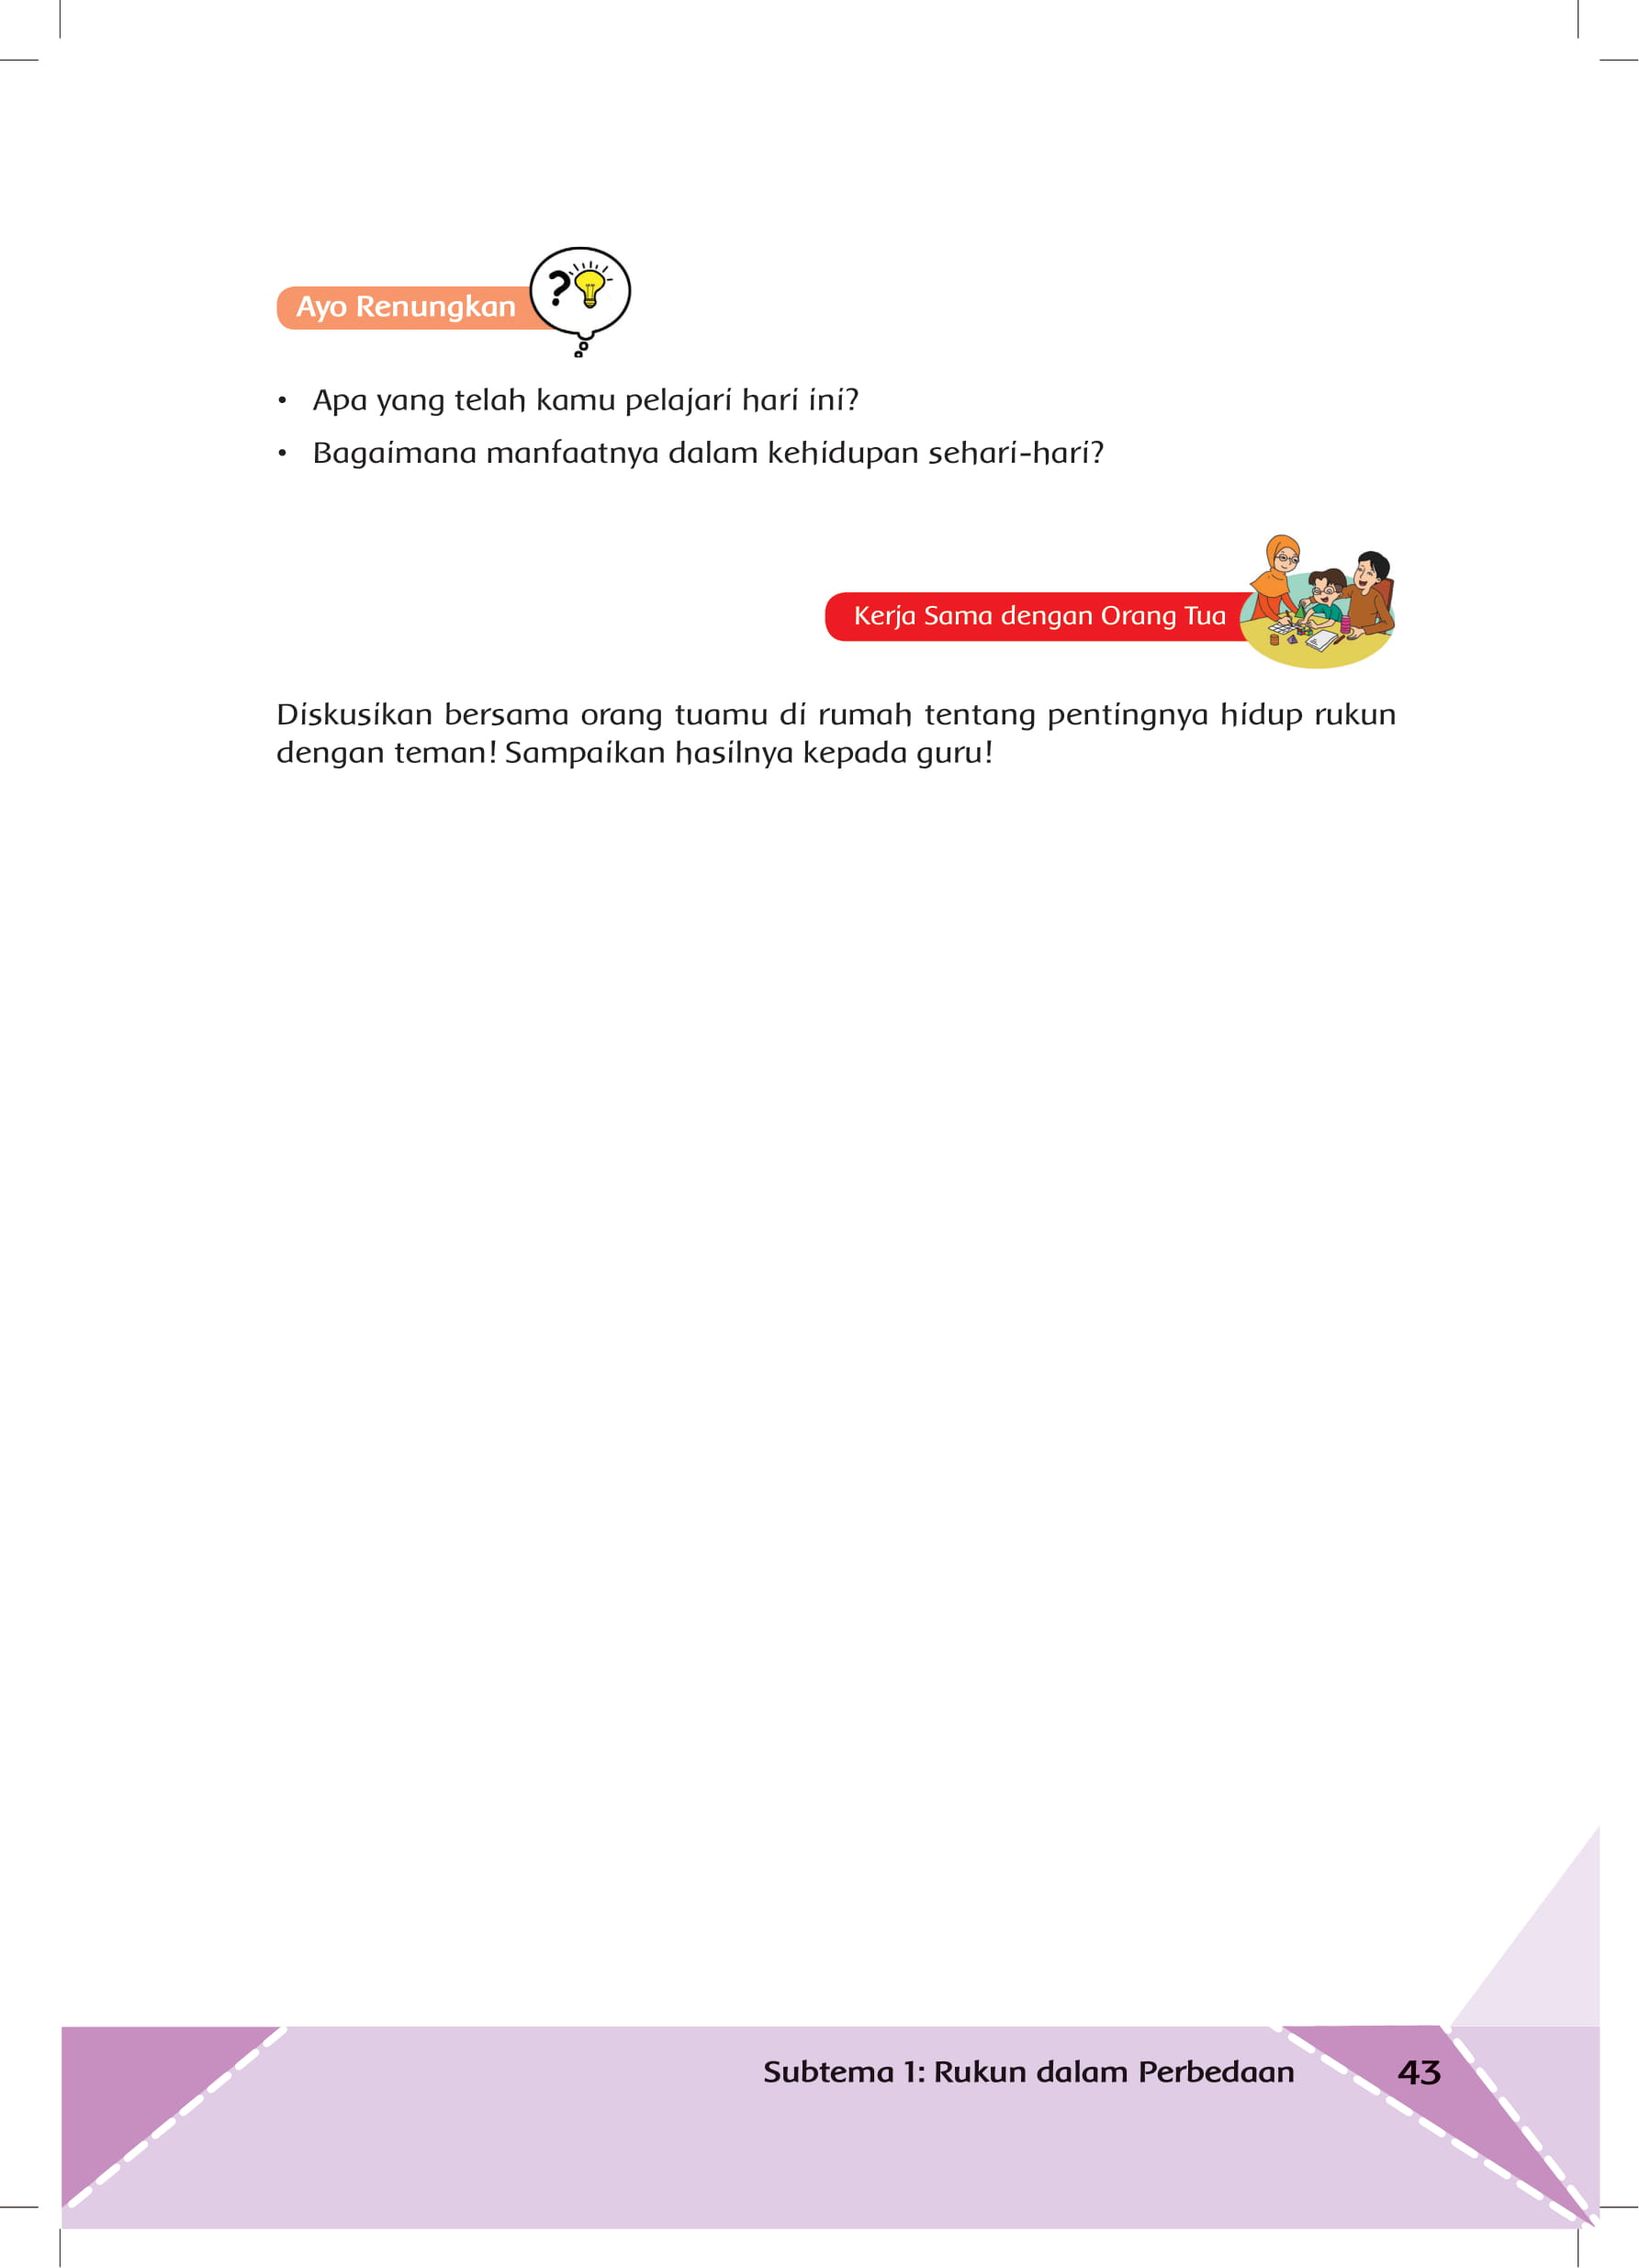 Ayo Renungkan
• Apa yang telah kamu pelajari hari ini?
• Bagaimana manfaatnya dalam kehidupan sehari-hari?
Kerja Sama dengan Orang Tua
Diskusikan bersama orang tuamu di rumah tentang pentingnya hidup rukun
dengan teman! Sampaikan hasilnya kepada guru!
Subtema 1: Rukun dalam Perbedaan
43